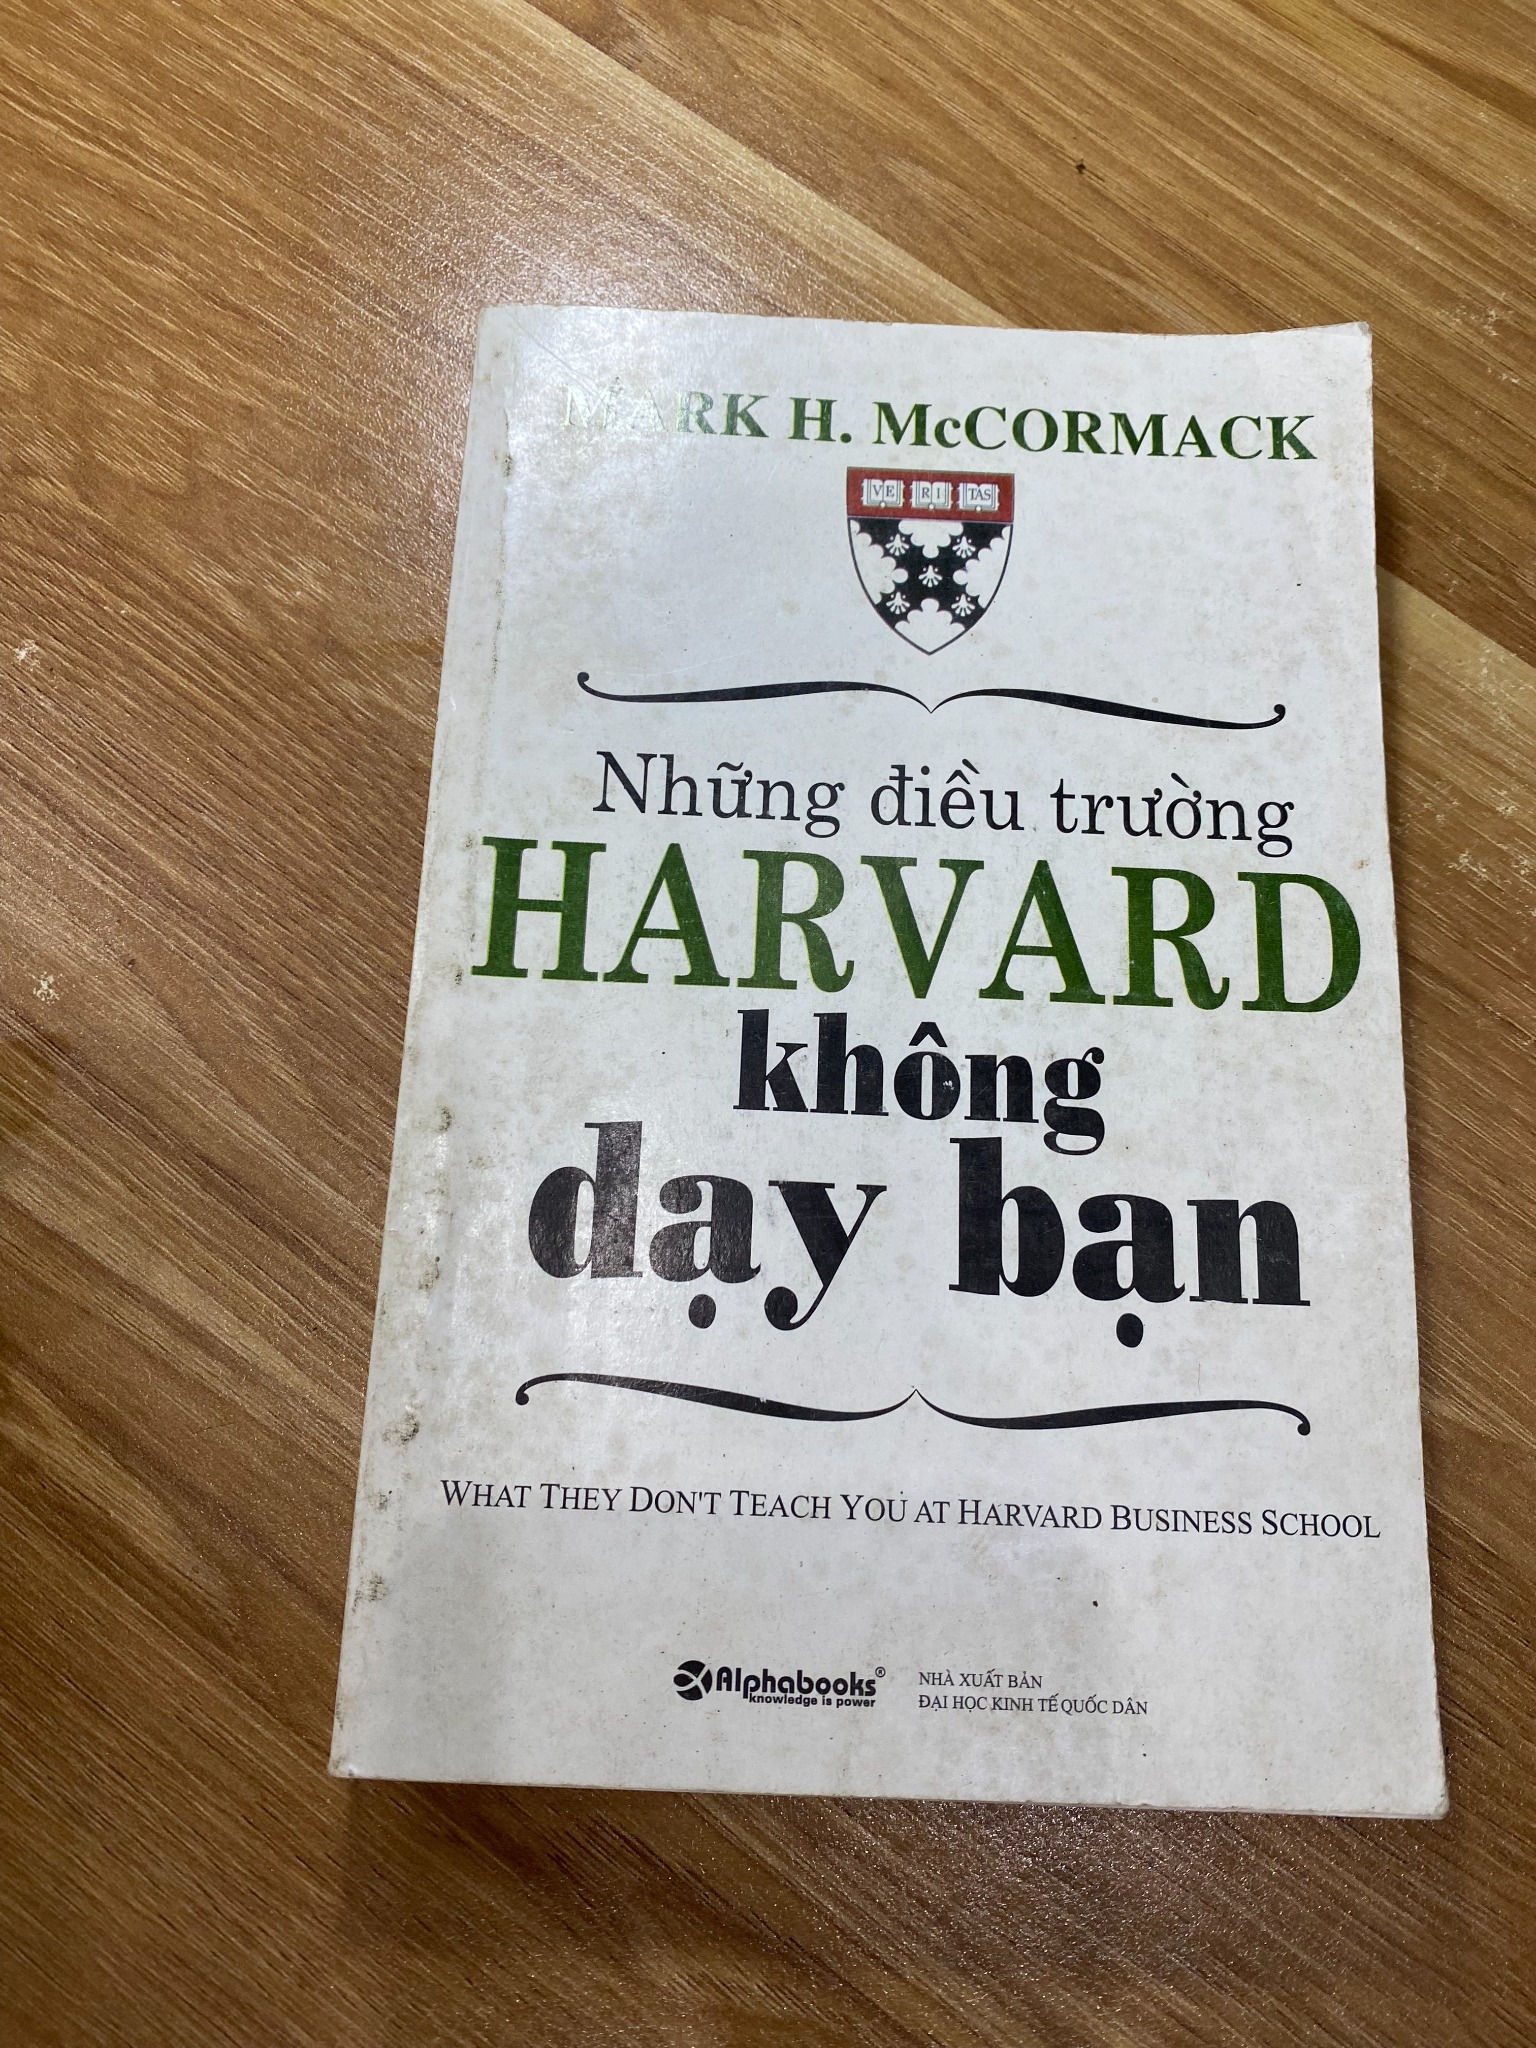 MARK H. McCORMACK
VE RI TAS
Những điều trường
HARVARD
không
dạy bạn
WHAT THEY DON'T TEACH YOU AT HARVARD BUSINESS SCHOOL
Alphabooks®
knowledge is power
NHÀ XUẤT BẢN
ĐẠI HỌC KINH TẾ QUỐC DÂN